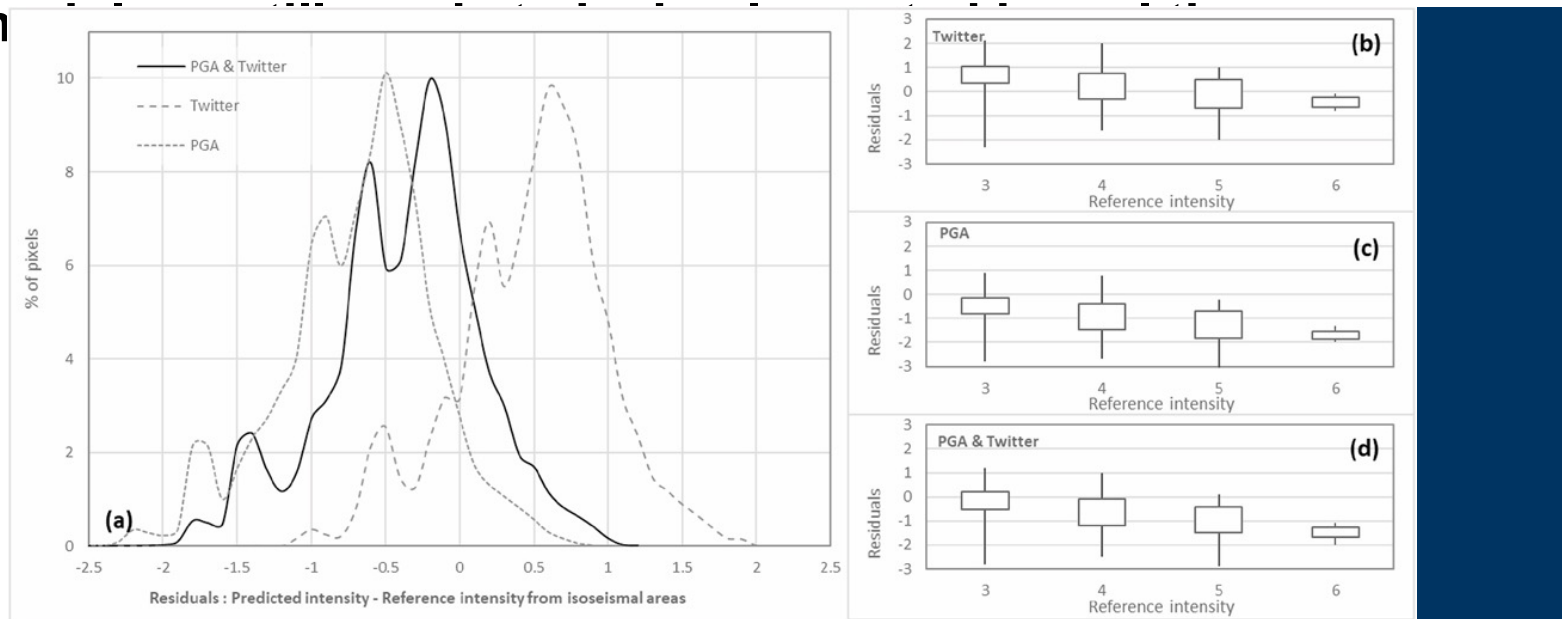 PGA & Twitter
Twitter
PGA
% of pixels
10
8
6
4
2
0
(a)
-2.5 -2 -1.5 -1 -0.5 0 0.5 1 1.5 2 2.5
Residuals : Predicted intensity - Reference intensity from isoseismal areas
Twitter
(b)
Residuals
3
2
1
0
-1
-2
-3
3 4 5 6
Reference intensity
PGA
(c)
Residuals
3
2
1
0
-1
-2
-3
3 4 5 6
Reference intensity
PGA & Twitter
(d)
Residuals
3
2
1
0
-1
-2
-3
3 4 5 6
Reference intensity